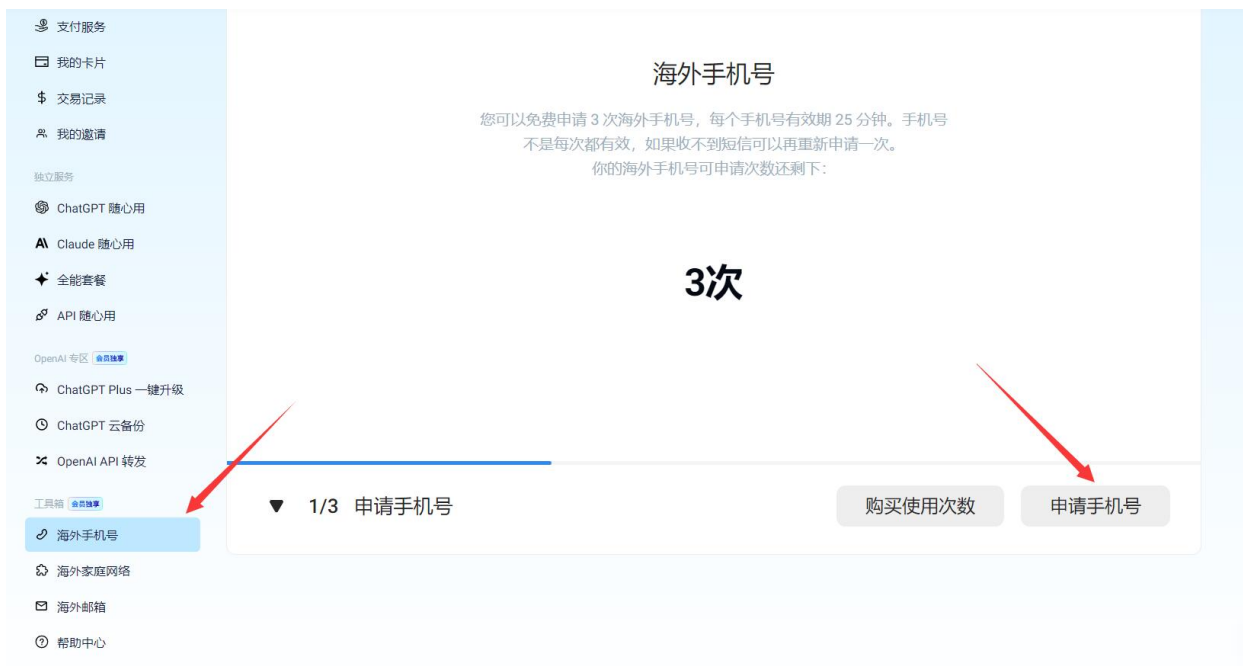 支付服务
我的卡片
交易记录
我的邀请
独立服务
ChatGPT 随心用
Claude 随心用
全能套餐
API 随心用
OpenAI 专区 会员独享
ChatGPT Plus 一键升级
ChatGPT 云备份
OpenAI API 转发
工具箱 会员独享
海外手机号
海外家庭网络
海外邮箱
帮助中心
海外手机号
您可以免费申请 3 次海外手机号，每个手机号有效期 25 分钟。手机号
不是每次都有效，如果收不到短信可以再重新申请一次。
你的海外手机号可申请次数还剩下：
3次
1/3 申请手机号
购买使用次数
申请手机号